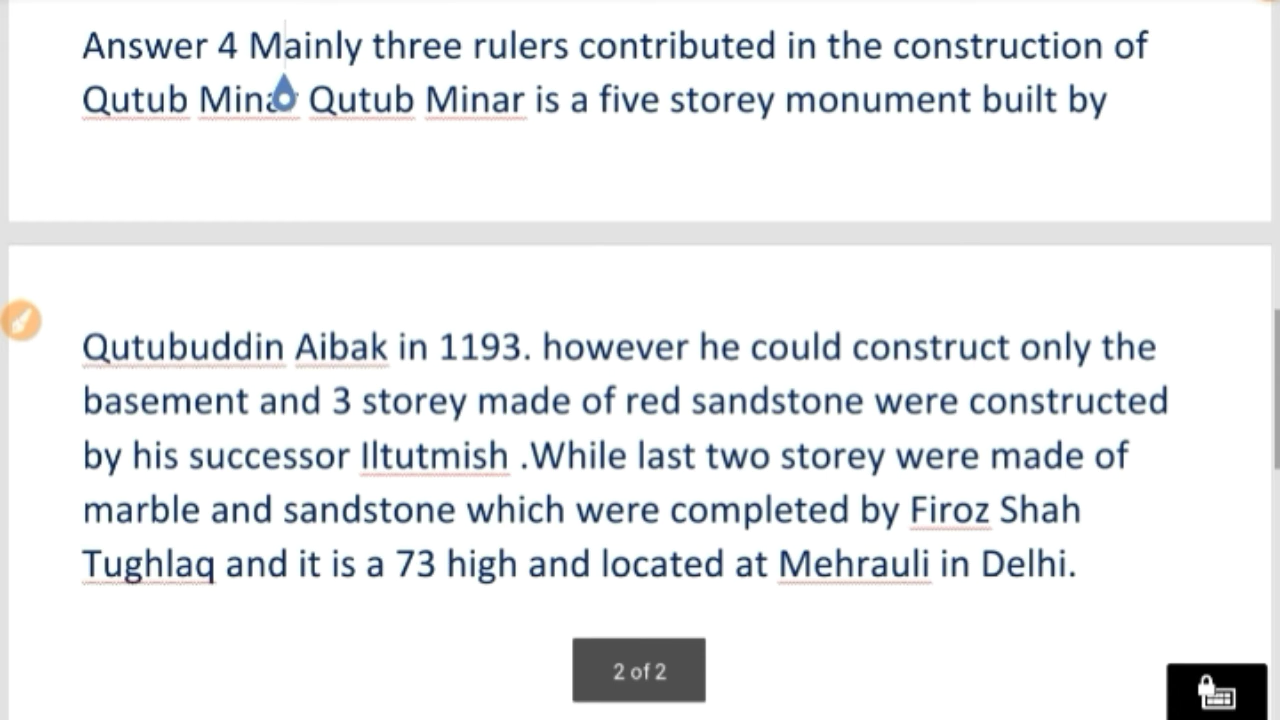 Answer 4 Mainly three rulers contributed in the construction of
Qutub Minar Qutub Minar is a five storey monument built by
Qutubuddin Aibak in 1193. however he could construct only the
basement and 3 storey made of red sandstone were constructed
by his successor Iltutmish .While last two storey were made of
marble and sandstone which were completed by Firoz Shah
Tughlaq and it is a 73 high and located at Mehrauli in Delhi.
2 of 2